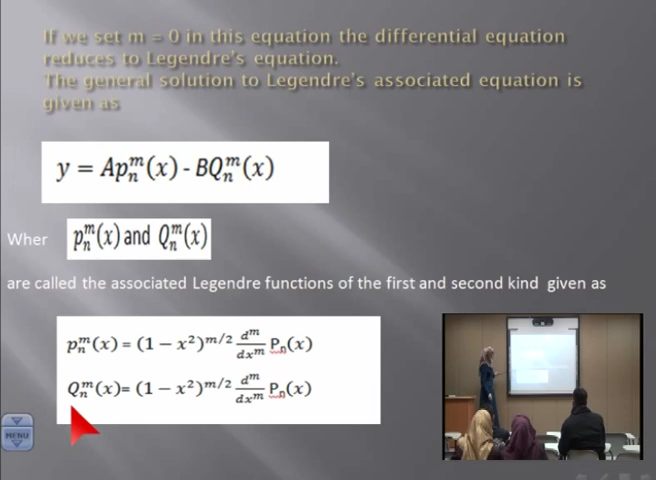 If we set m = 0 in this equation the differential equation
reduces to Legendre's equation.
The general solution to Legendre's associated equation is
given as
y = Ap_n^m(x) - BQ_n^m(x)
Wher p_n^m(x) and Q_n^m(x)
are called the associated Legendre functions of the first and second kind given as
p_n^m(x) = (1 − x²)^{m/2} d^m/dx^m P_n(x)
Q_n^m(x)= (1 − x²)^{m/2} d^m/dx^m P_n(x)
MENU